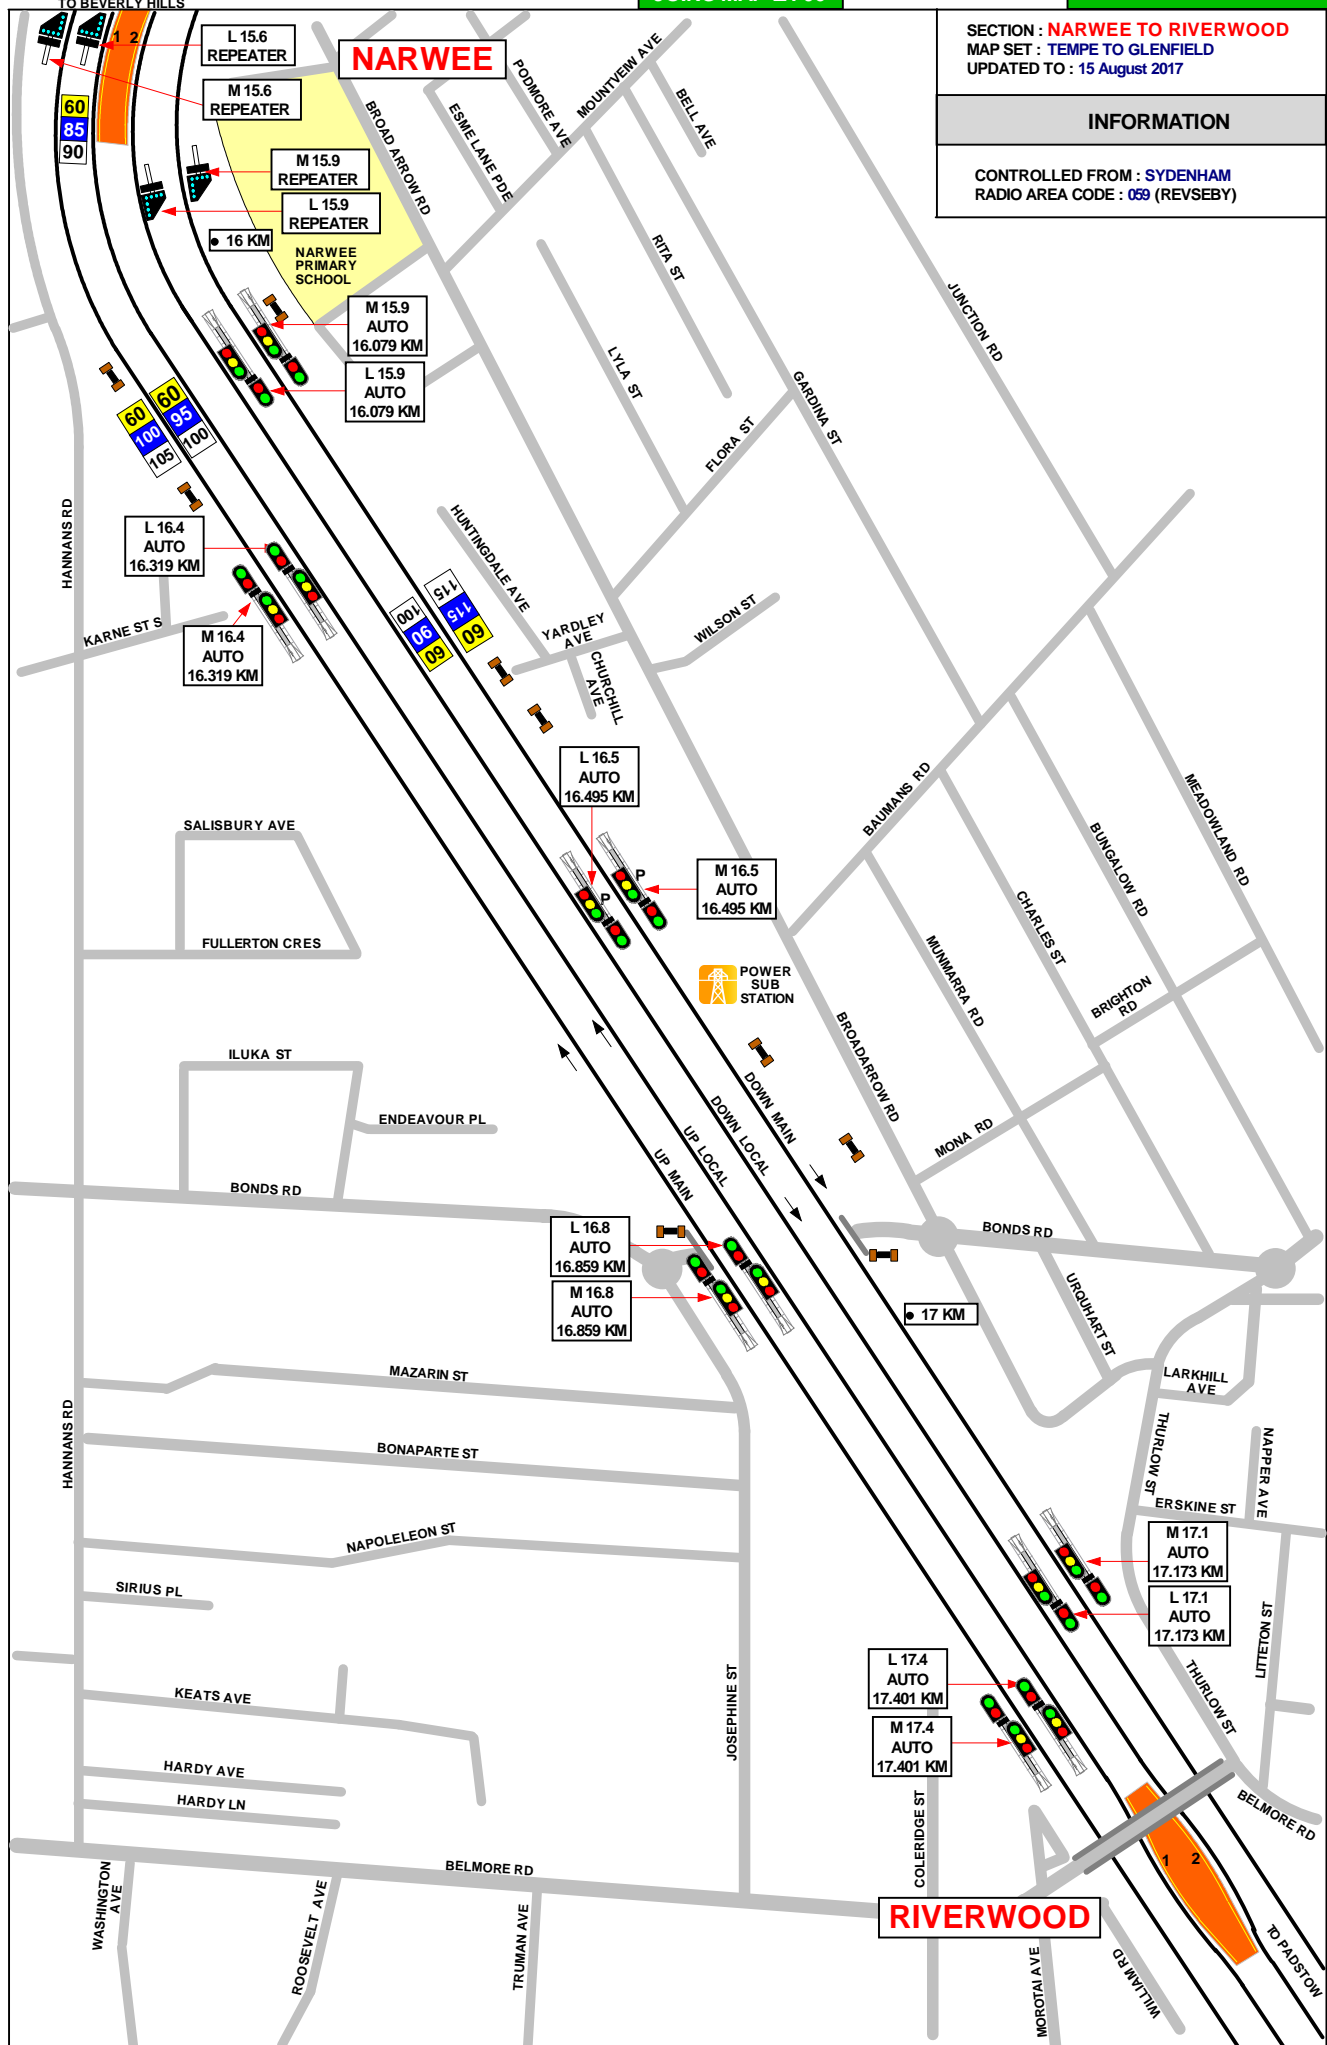 TO BEVERLY HILLS
SECTION : NARWEE TO RIVERWOOD
MAP SET : TEMPE TO GLENFIELD
UPDATED TO : 15 August 2017
INFORMATION
CONTROLLED FROM : SYDENHAM
RADIO AREA CODE : 059 (REVSEBY)
1 2
L 15.6
REPEATER
M 15.6
REPEATER
NARWEE
60
85
90
M 15.9
REPEATER
L 15.9
REPEATER
16 KM
NARWEE
PRIMARY
SCHOOL
BROAD ARROW RD
ESME LANE PDE
PODMORE AVE
MOUNTVEIW AVE
BELL AVE
RITA ST
LYLA ST
FLORA ST
GARDINA ST
JUNCTION RD
M 15.9
AUTO
16.079 KM
L 15.9
AUTO
16.079 KM
60
100
105
60
95
100
HANNANS RD
L 16.4
AUTO
16.319 KM
M 16.4
AUTO
16.319 KM
KARNE ST S
100
90
60
115
115
60
HUNTINGDALE AVE
YARDLEY
AVE
CHURCHILL
AVE
WILSON ST
L 16.5
AUTO
16.495 KM
P
P
M 16.5
AUTO
16.495 KM
BAUMANS RD
MEADOWLAND RD
BUNGALOW RD
CHARLES ST
MUNMARRA RD
BRIGHTON
RD
SALISBURY AVE
FULLERTON CRES
POWER
SUB
STATION
BROADARROW RD
MONA RD
ILUKA ST
ENDEAVOUR PL
BONDS RD
DOWN MAIN
DOWN LOCAL
UP LOCAL
UP MAIN
BONDS RD
URQUHART ST
L 16.8
AUTO
16.859 KM
M 16.8
AUTO
16.859 KM
17 KM
LARKHILL
AVE
THURLOW ST
NAPPER AVE
ERSKINE ST
MAZARIN ST
HANNANS RD
BONAPARTE ST
NAPOLELEON ST
SIRIUS PL
M 17.1
AUTO
17.173 KM
L 17.1
AUTO
17.173 KM
LITTETON ST
THURLOW ST
L 17.4
AUTO
17.401 KM
M 17.4
AUTO
17.401 KM
JOSEPHINE ST
KEATS AVE
HARDY AVE
HARDY LN
BELMORE RD
COLERIDGE ST
BELMORE RD
1 2
RIVERWOOD
WASHINGTON
AVE
ROOSEVELT AVE
TRUMAN AVE
MOROTAI AVE
WILLIAM RD
TO PADSTOW